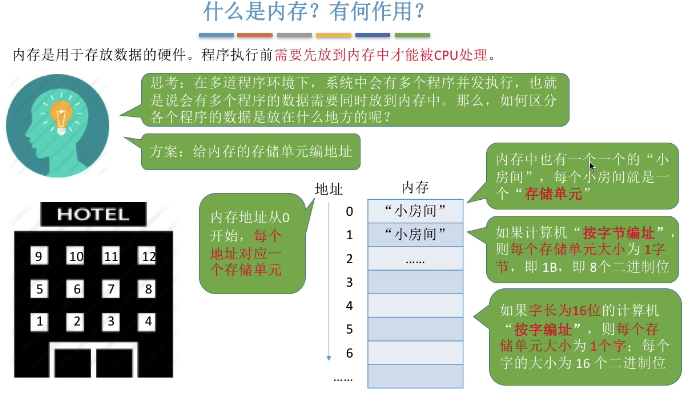 什么是内存？有何作用？
内存是用于存放数据的硬件。程序执行前需要先放到内存中才能被CPU处理。
思考：在多道程序环境下，系统中会有多个程序并发执行，也就
是说会有多个程序的数据需要同时放到内存中。那么，如何区分
各个程序的数据是放在什么地方的呢？
方案：给内存的存储单元编地址
内存中也有一个一个的“小
房间”，每个小房间就是一
个“存储单元”
地址
内存
内存地址从0
开始，每个
地址对应一
个存储单元
0
“小房间”
1
“小房间”
2
……
3
4
5
6
……
如果计算机“按字节编址”，
则每个存储单元大小为 1字
节，即 1B，即 8个二进制位
如果字长为16位的计算机
“按字编址”，则每个存
储单元大小为 1个字；每个
字的大小为 16 个二进制位
HOTEL
9 10 11 12
5 6 7 8
1 2 3 4